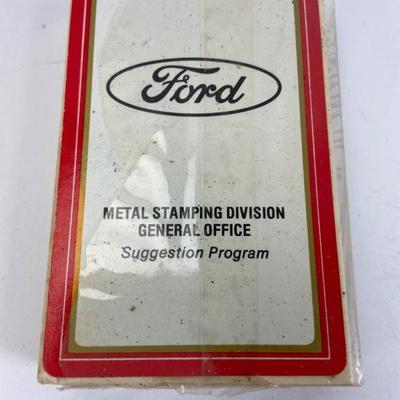 Ford
METAL STAMPING DIVISION
GENERAL OFFICE
Suggestion Program